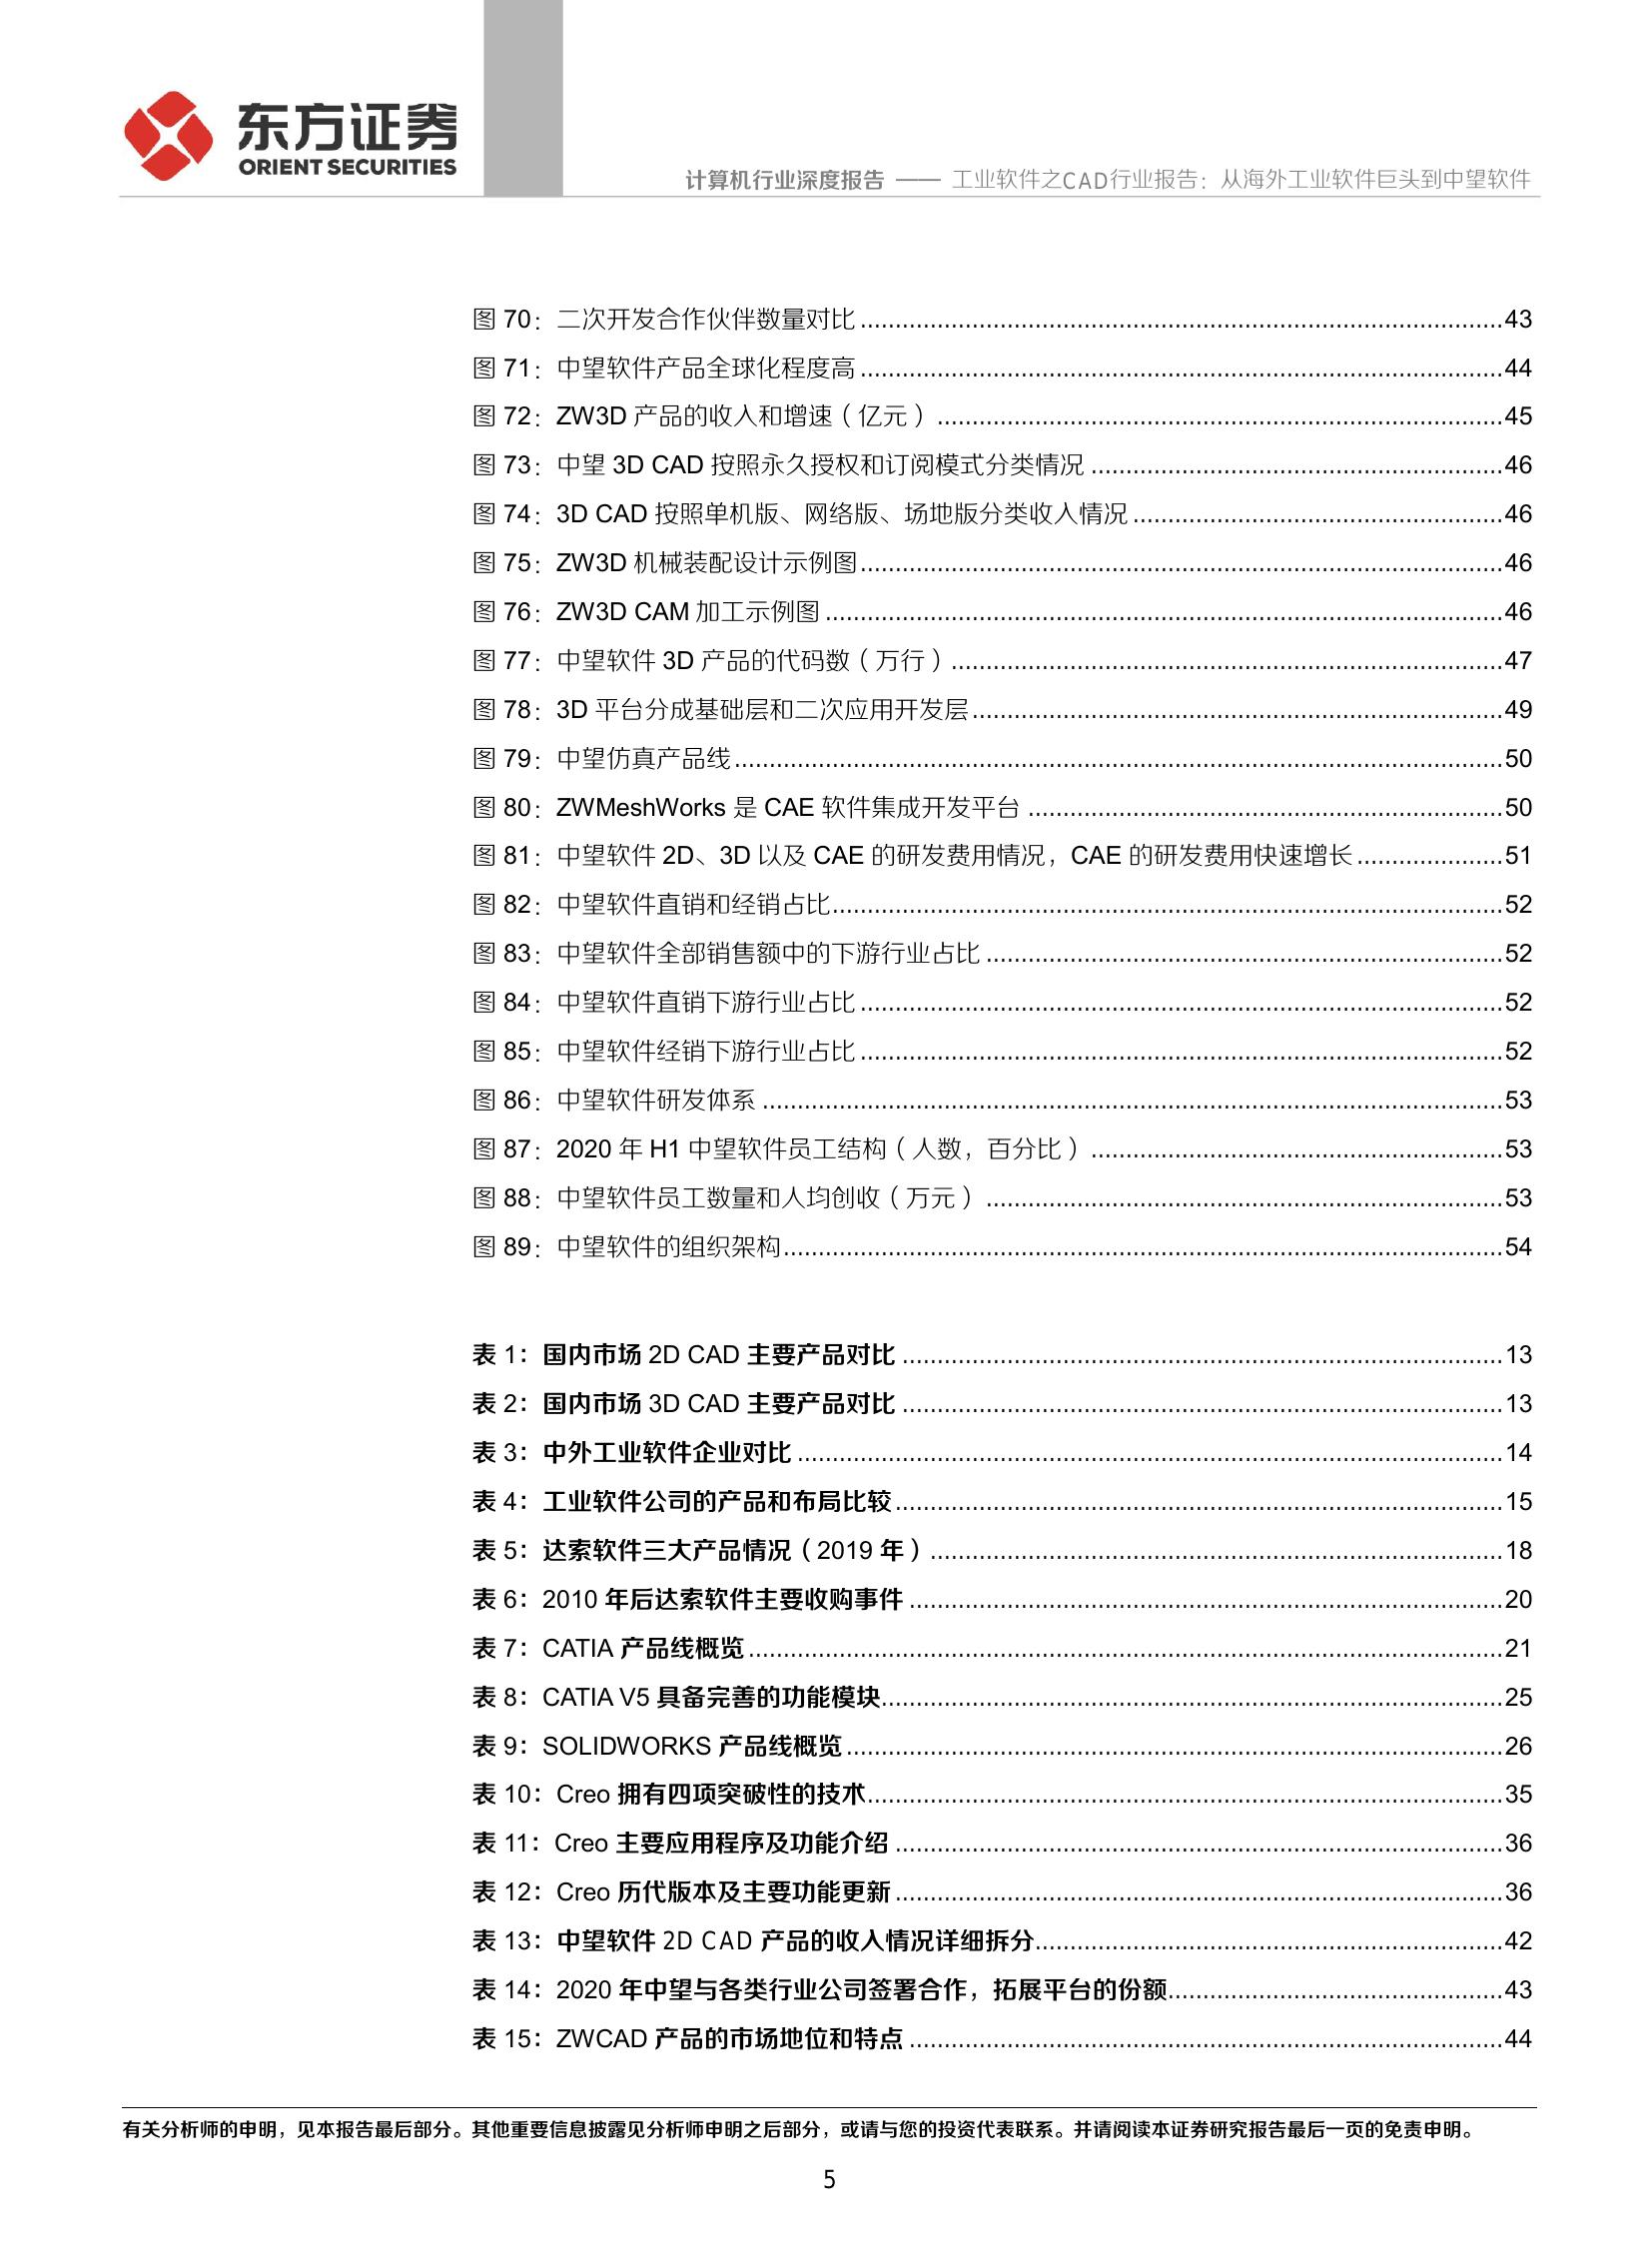 东方证券
ORIENT SECURITIES
计算机行业深度报告 —— 工业软件之CAD行业报告：从海外工业软件巨头到中望软件
图 70：二次开发合作伙伴数量对比 ........ 43
图 71：中望软件产品全球化程度高 ........ 44
图 72：ZW3D 产品的收入和增速（亿元） ........ 45
图 73：中望 3D CAD 按照永久授权和订阅模式分类情况 ........ 46
图 74：3D CAD 按照单机版、网络版、场地版分类收入情况 ........ 46
图 75：ZW3D 机械装配设计示例图 ........ 46
图 76：ZW3D CAM 加工示例图 ........ 46
图 77：中望软件 3D 产品的代码数（万行） ........ 47
图 78：3D 平台分成基础层和二次应用开发层 ........ 49
图 79：中望仿真产品线 ........ 50
图 80：ZWMeshWorks 是 CAE 软件集成开发平台 ........ 50
图 81：中望软件 2D、3D 以及 CAE 的研发费用情况，CAE 的研发费用快速增长 ........ 51
图 82：中望软件直销和经销占比 ........ 52
图 83：中望软件全部销售额中的下游行业占比 ........ 52
图 84：中望软件直销下游行业占比 ........ 52
图 85：中望软件经销下游行业占比 ........ 52
图 86：中望软件研发体系 ........ 53
图 87：2020 年 H1 中望软件员工结构（人数，百分比） ........ 53
图 88：中望软件员工数量和人均创收（万元） ........ 53
图 89：中望软件的组织架构 ........ 54
表 1：国内市场 2D CAD 主要产品对比 ........ 13
表 2：国内市场 3D CAD 主要产品对比 ........ 13
表 3：中外工业软件企业对比 ........ 14
表 4：工业软件公司的产品和布局比较 ........ 15
表 5：达索软件三大产品情况（2019 年） ........ 18
表 6：2010 年后达索软件主要收购事件 ........ 20
表 7：CATIA 产品线概览 ........ 21
表 8：CATIA V5 具备完善的功能模块 ........ 25
表 9：SOLIDWORKS 产品线概览 ........ 26
表 10：Creo 拥有四项突破性的技术 ........ 35
表 11：Creo 主要应用程序及功能介绍 ........ 36
表 12：Creo 历代版本及主要功能更新 ........ 36
表 13：中望软件 2D CAD 产品的收入情况详细拆分 ........ 42
表 14：2020 年中望与各类行业公司签署合作，拓展平台的份额 ........ 43
表 15：ZWCAD 产品的市场地位和特点 ........ 44
有关分析师的申明，见本报告最后部分。其他重要信息披露见分析师申明之后部分，或请与您的投资代表联系。并请阅读本证券研究报告最后一页的免责申明。
5